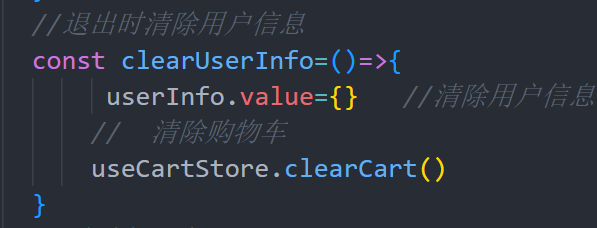 //退出时清除用户信息
const clearUserInfo=()=>{
userInfo.value={} //清除用户信息
// 清除购物车
useCartStore.clearCart()
}